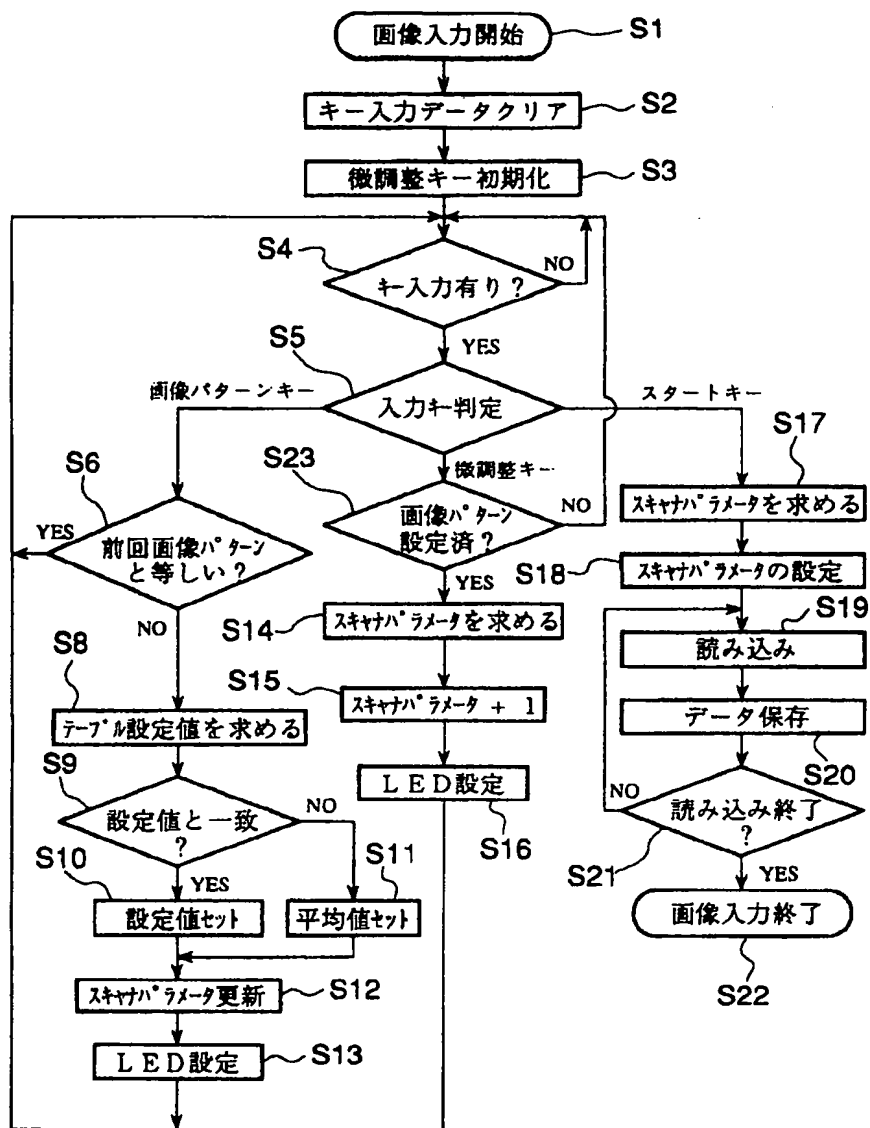 画像入力開始
S1
キー入力データクリア
S2
微調整キー初期化
S3
S4
キー入力有り?
NO
YES
S5
画像パターンキー
入力キー判定
スタートキー
S6
S23
微調整キー
S17
YES
前回画像パターン
と等しい?
画像パターン
設定済?
NO
スキャナパラメータを求める
NO
YES
S18
スキャナパラメータの設定
S14
スキャナパラメータを求める
S19
読み込み
S8
テーブル設定値を求める
S15
スキャナパラメータ + 1
データ保存
S20
S9
設定値と一致
?
NO
LED設定
S16
NO
読み込み終了
?
S21
YES
S10
YES
設定値セット
S11
平均値セット
画像入力終了
S22
スキャナパラメータ更新
S12
LED設定
S13